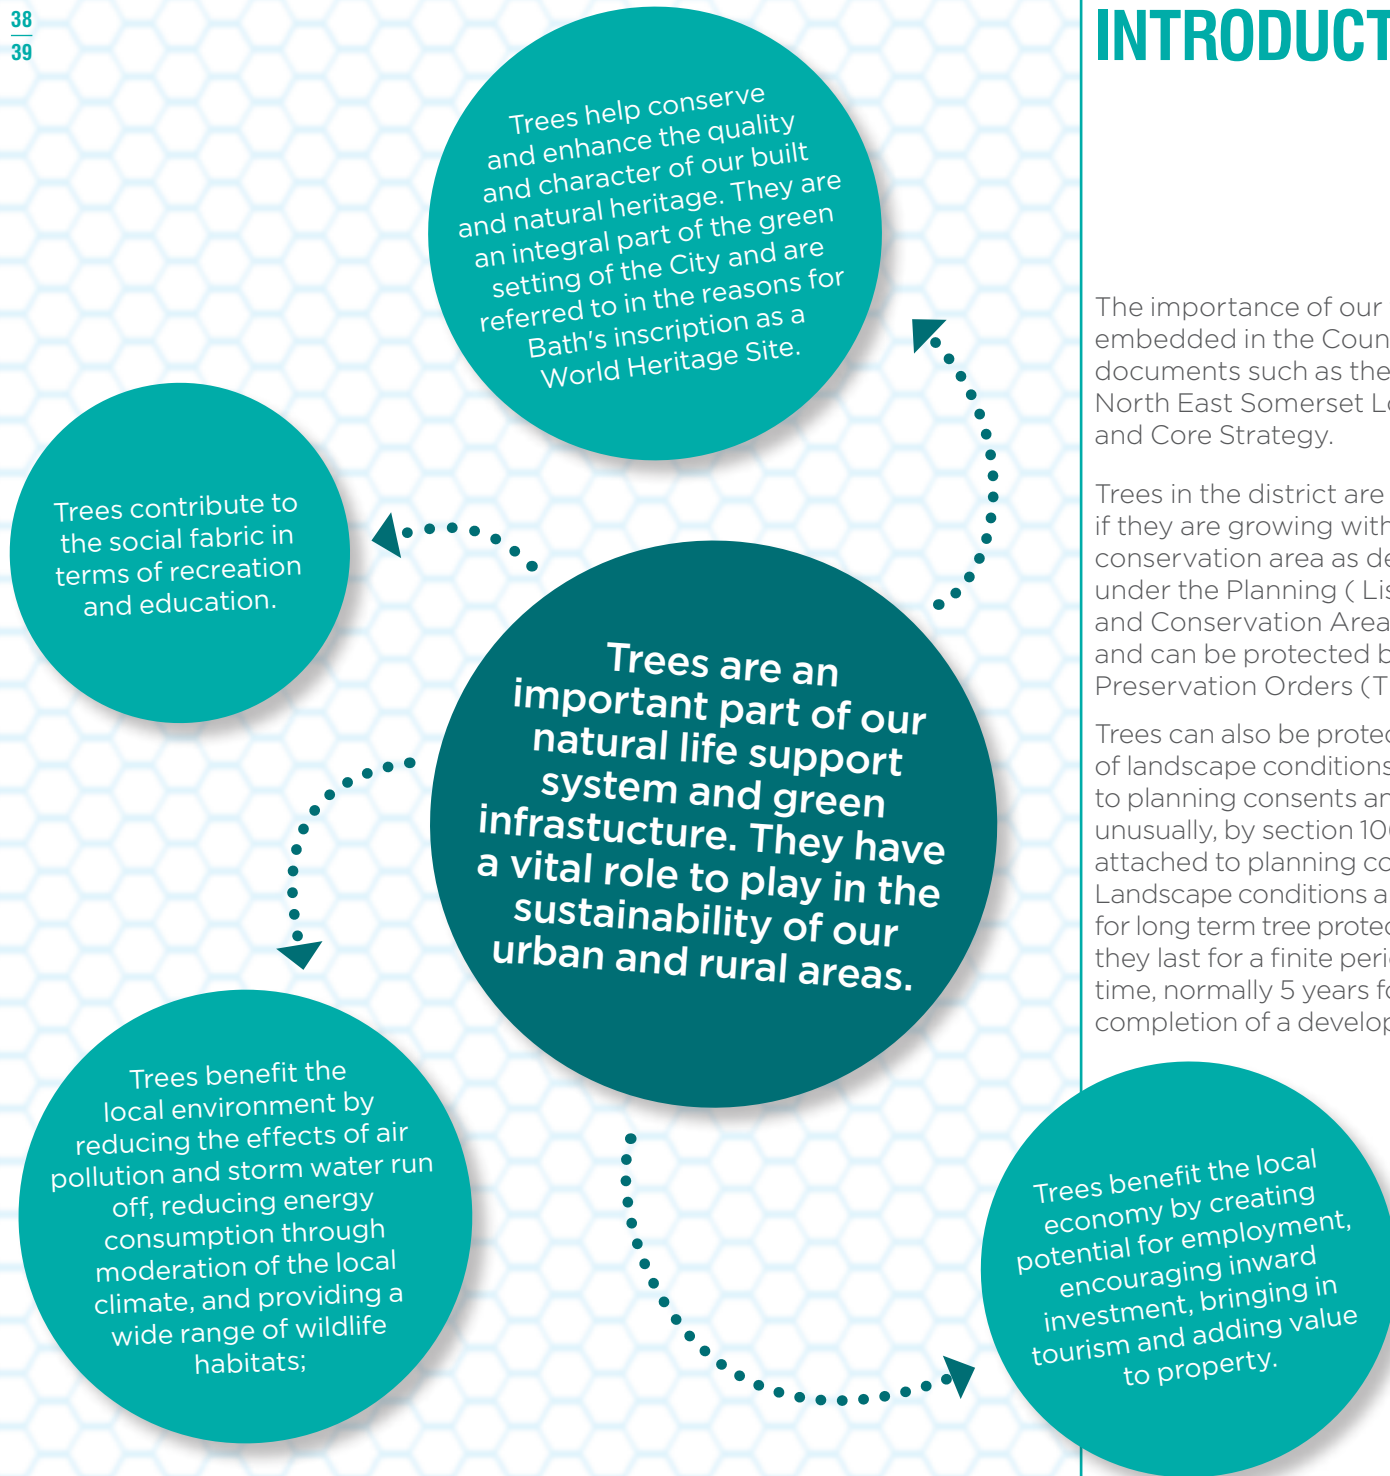 38
39
Trees help conserve
and enhance the quality
and character of our built
and natural heritage. They are
an integral part of the green
setting of the City and are
referred to in the reasons for
Bath's inscription as a
World Heritage Site.
Trees contribute to
the social fabric in
terms of recreation
and education.
Trees are an
important part of our
natural life support
system and green
infrastucture. They have
a vital role to play in the
sustainability of our
urban and rural areas.
Trees benefit the
local environment by
reducing the effects of air
pollution and storm water run
off, reducing energy
consumption through
moderation of the local
climate, and providing a
wide range of wildlife
habitats;
Trees benefit the local
economy by creating
potential for employment,
encouraging inward
investment, bringing in
tourism and adding value
to property.
INTRODUCT
The importance of our
embedded in the Coun
documents such as the
North East Somerset Lo
and Core Strategy.
Trees in the district are
if they are growing with
conservation area as de
under the Planning ( Lis
and Conservation Area
and can be protected b
Preservation Orders (T
Trees can also be protec
of landscape conditions
to planning consents an
unusually, by section 10
attached to planning co
Landscape conditions a
for long term tree protec
they last for a finite peri
time, normally 5 years fo
completion of a develop